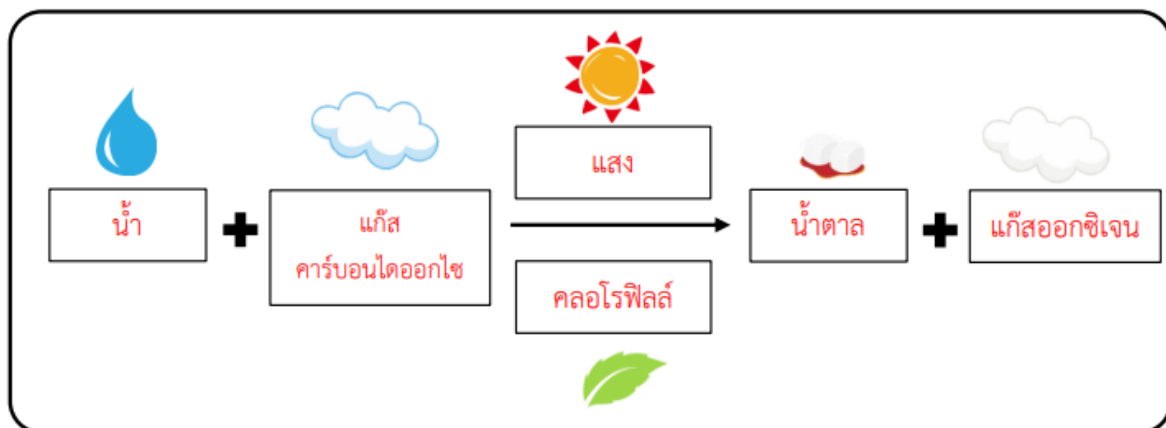 แสง
น้ำ
แก๊ส
คาร์บอนไดออกไซ
น้ำตาล
แก๊สออกซิเจน
คลอโรฟิลล์